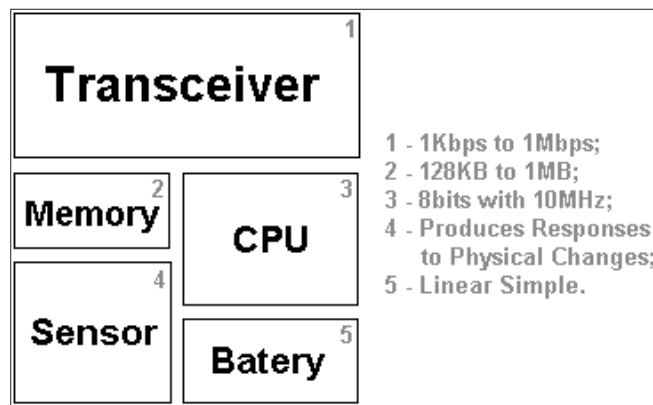 1
Transceiver
2
Memory
3
CPU
4
Sensor
5
Batery
1 - 1Kbps to 1Mbps;
2 - 128KB to 1MB;
3 - 8bits with 10MHz;
4 - Produces Responses
to Physical Changes;
5 - Linear Simple.